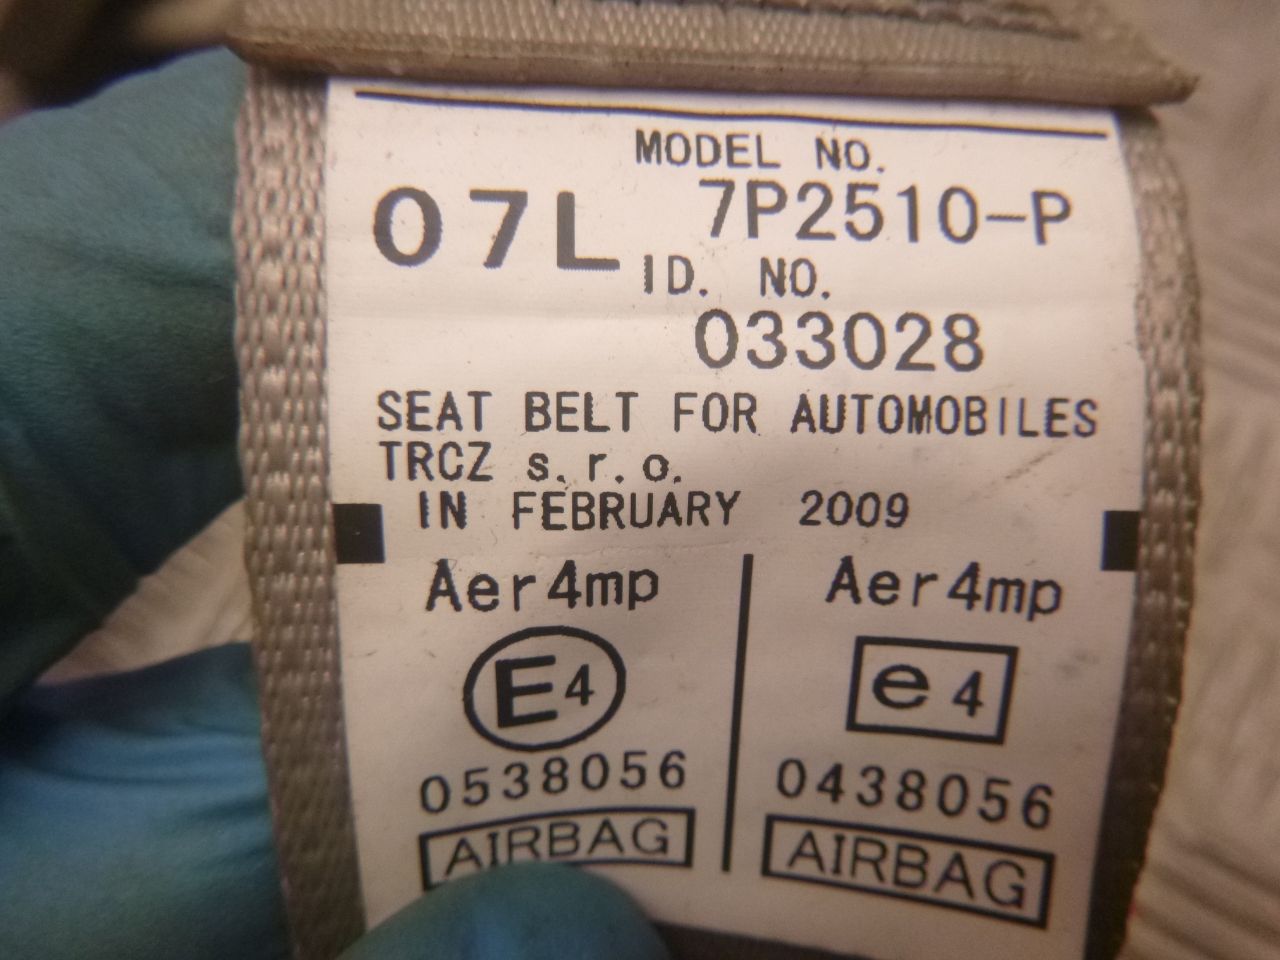 MODEL NO.
07L 7P2510-P
ID. NO.
033028
SEAT BELT FOR AUTOMOBILES
TRCZ s.r.o.
IN FEBRUARY 2009
Aer4mp Aer4mp
E4 e4
0538056 0438056
AIRBAG AIRBAG